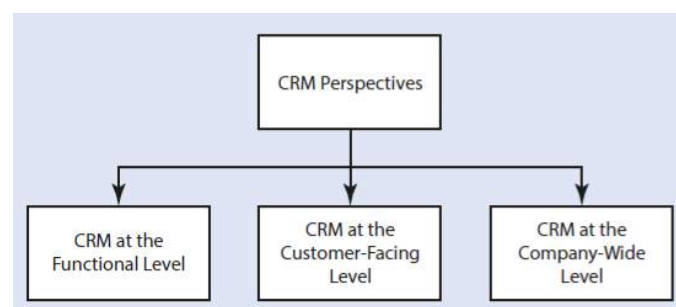 CRM Perspectives
CRM at the
Functional Level
CRM at the
Customer-Facing
Level
CRM at the
Company-Wide
Level